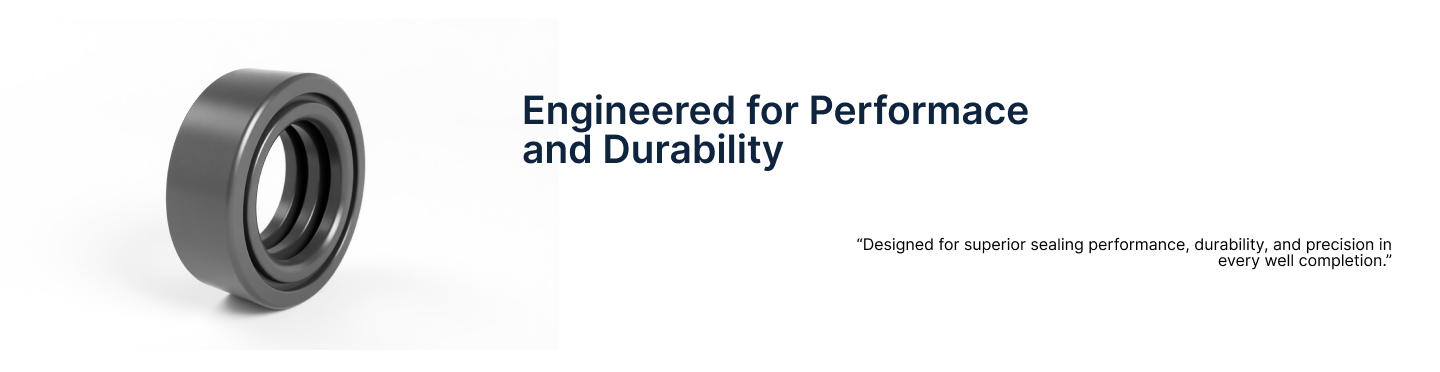 Engineered for Performace
and Durability
“Designed for superior sealing performance, durability, and precision in
every well completion.”